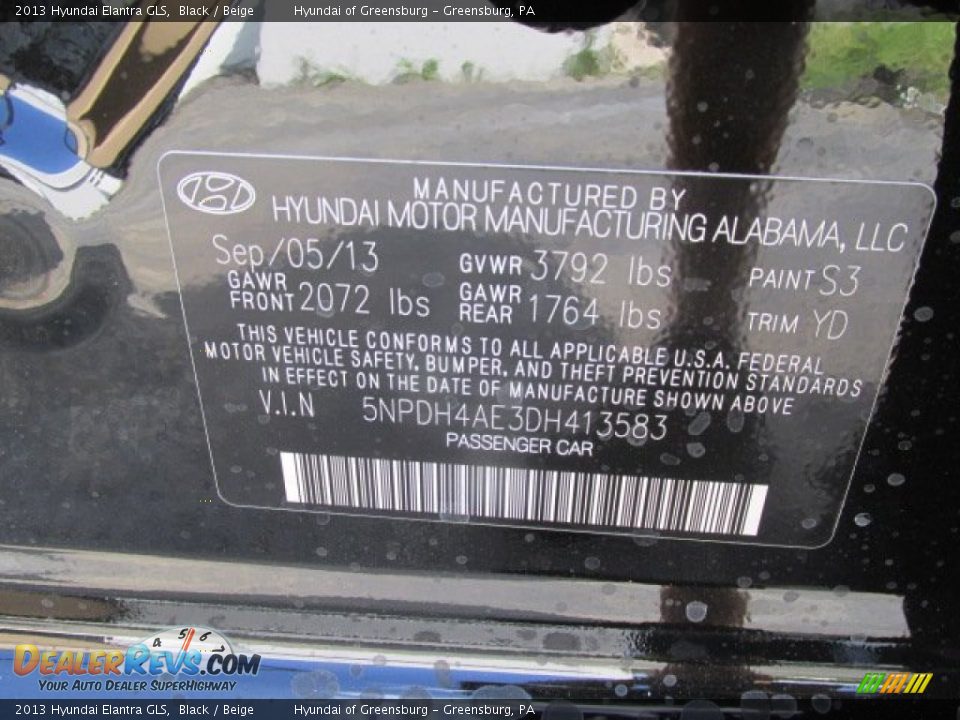 2013 Hyundai Elantra GLS, Black / Beige Hyundai of Greensburg - Greensburg, PA
MANUFACTURED BY
HYUNDAI MOTOR MANUFACTURING ALABAMA, LLC
Sep/05/13 GVWR 3792 lbs PAINT S3
GAWR FRONT 2072 lbs GAWR REAR 1764 lbs TRIM YD
THIS VEHICLE CONFORMS TO ALL APPLICABLE U.S.A. FEDERAL
MOTOR VEHICLE SAFETY, BUMPER, AND THEFT PREVENTION STANDARDS
IN EFFECT ON THE DATE OF MANUFACTURE SHOWN ABOVE
V.I.N 5NPDH4AE3DH413583
PASSENGER CAR
4 5 6
DEALERREVS.COM
YOUR AUTO DEALER SUPERHIGHWAY
2013 Hyundai Elantra GLS, Black / Beige Hyundai of Greensburg - Greensburg, PA